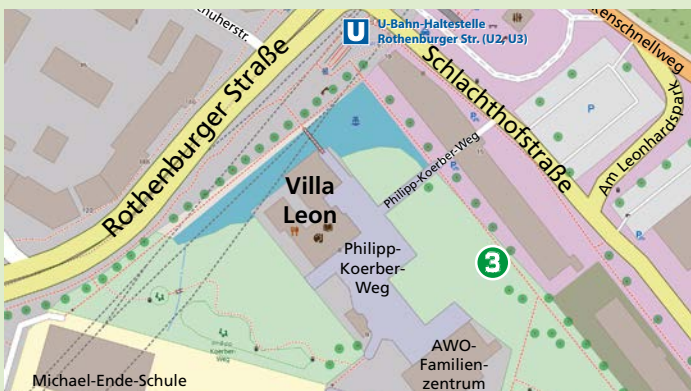 U
U-Bahn-Haltestelle
Rothenburger Str. (U2, U3)
Rothenburger Straße
Schlachthofstraße
Am Leonhardspark
P
Villa
Leon
Philipp-Koerber-Weg
Philipp-
Koerber-
Weg
3
AWO-
Familien-
zentrum
Michael-Ende-Schule